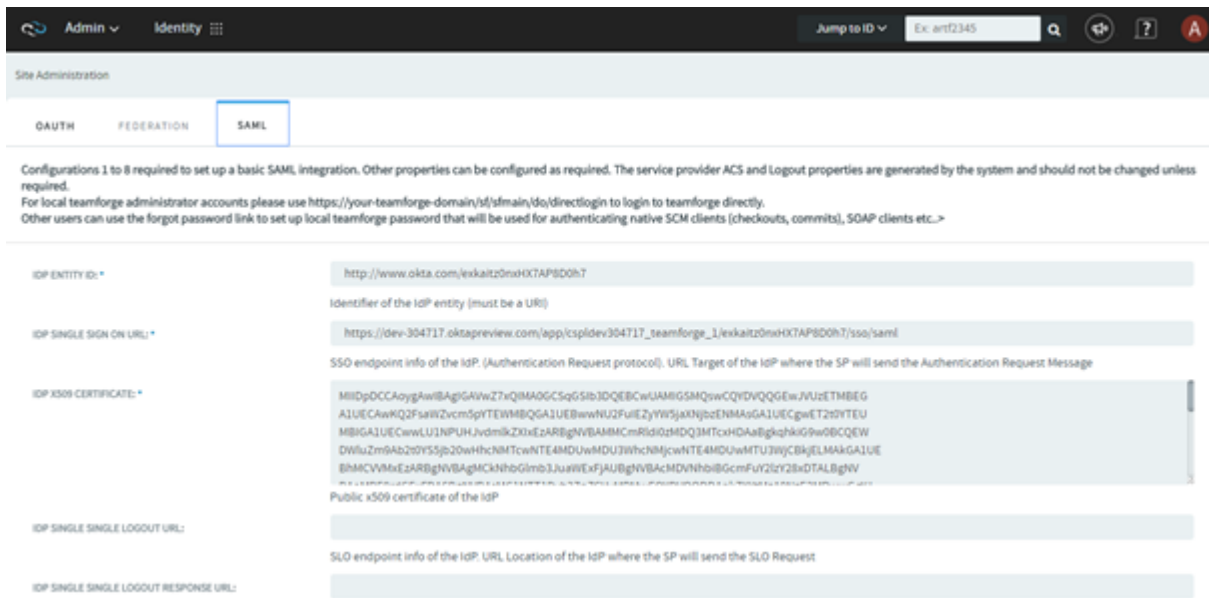 Admin Identity Jump to ID Ex: artf2345 A
Site Administration
OAUTH FEDERATION SAML
Configurations 1 to 8 required to set up a basic SAML integration. Other properties can be configured as required. The service provider ACS and Logout properties are generated by the system and should not be changed unless
required.
For local teamforge administrator accounts please use https://your-teamforge-domain/sf/sfmain/do/directlogin to login to teamforge directly.
Other users can use the forgot password link to set up local teamforge password that will be used for authenticating native SCM clients (checkouts, commits), SOAP clients etc..>
IDP ENTITY ID: * http://www.okta.com/exkaitz0nxHX7AP8D0h7
Identifier of the IdP entity (must be a URI)
IDP SINGLE SIGN ON URL: * https://dev-304717.oktapreview.com/app/cspldev304717_teamforge_1/exkaitz0nxHX7AP8D0h7/sso/saml
SSO endpoint info of the IdP. (Authentication Request protocol). URL Target of the IdP where the SP will send the Authentication Request Message
IDP X509 CERTIFICATE: *
Public x509 certificate of the IdP
IDP SINGLE SINGLE LOGOUT URL:
SLO endpoint info of the IdP. URL Location of the IdP where the SP will send the SLO Request
IDP SINGLE SINGLE LOGOUT RESPONSE URL: